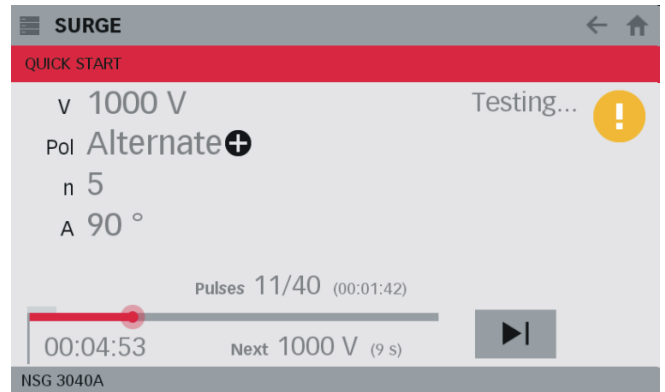 SURGE
QUICK START
V 1000 V
Testing...
Pol Alternate
n 5
A 90 °
Pulses 11/40 (00:01:42)
00:04:53
Next 1000 V (9 s)
NSG 3040A